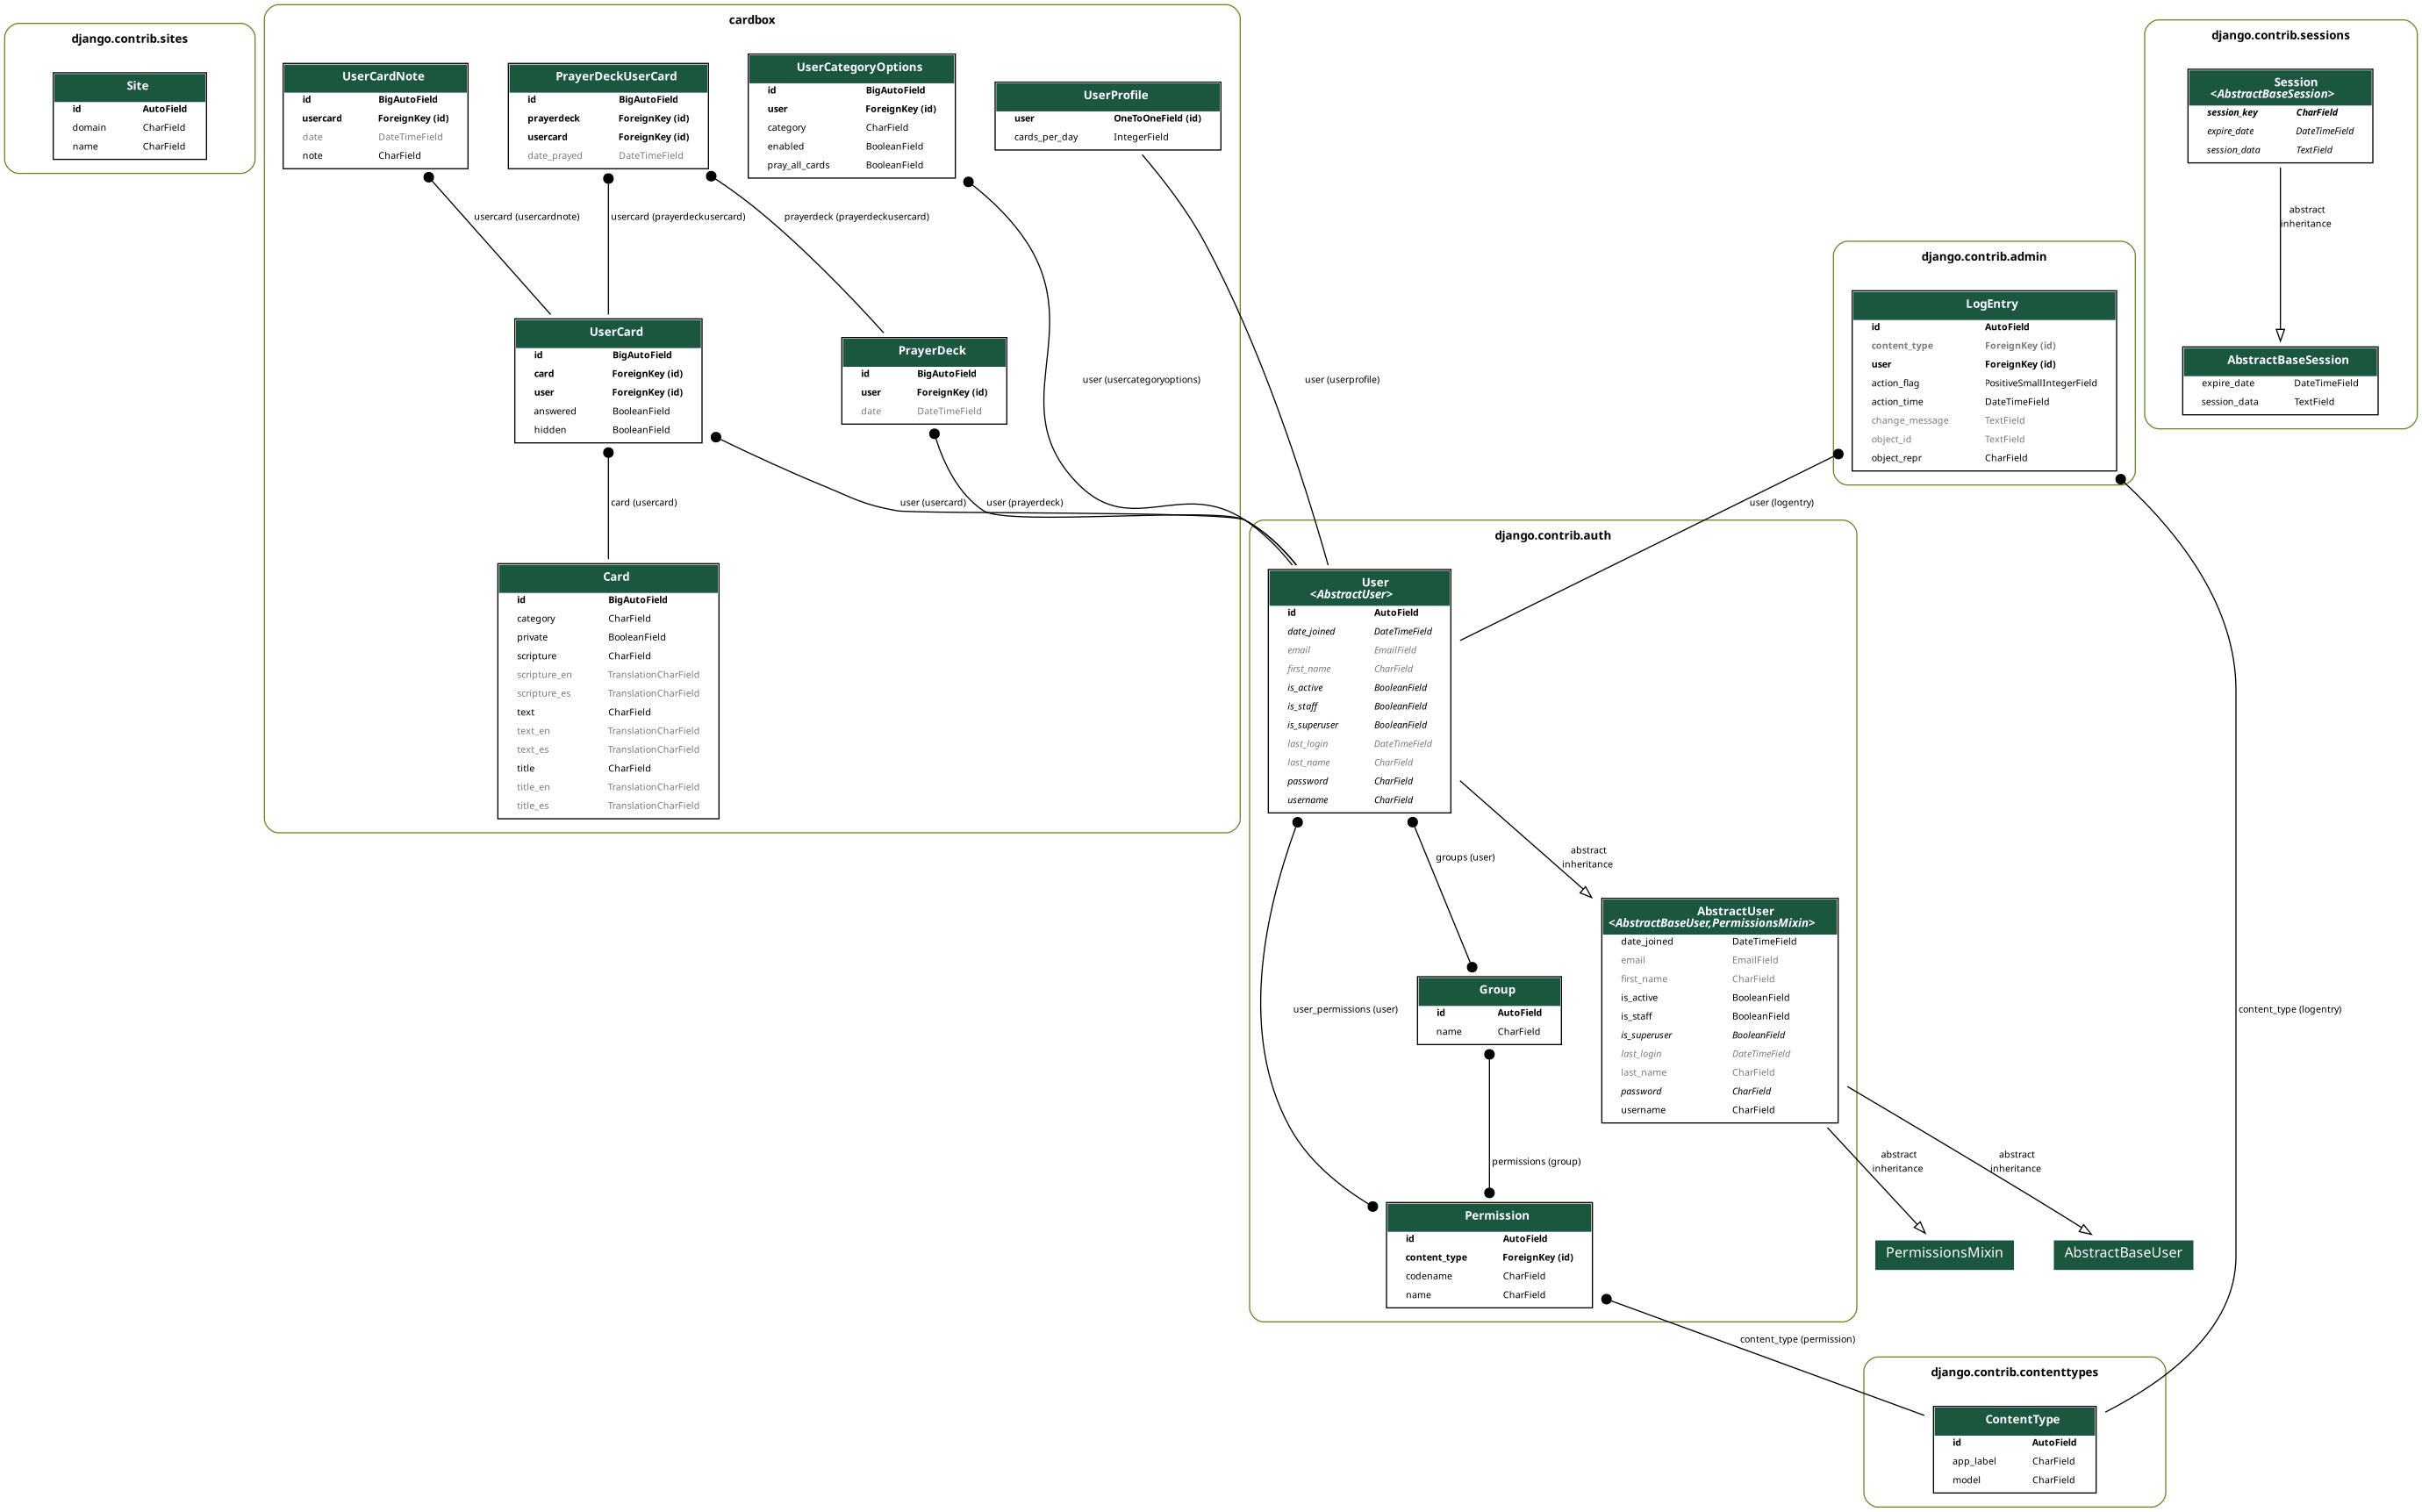 django.contrib.sites
Site
id AutoField
domain CharField
name CharField
cardbox
UserCardNote
id BigAutoField
usercard ForeignKey (id)
date DateTimeField
note CharField
PrayerDeckUserCard
id BigAutoField
prayerdeck ForeignKey (id)
usercard ForeignKey (id)
date_prayed DateTimeField
UserCategoryOptions
id BigAutoField
user ForeignKey (id)
category CharField
enabled BooleanField
pray_all_cards BooleanField
UserProfile
user OneToOneField (id)
cards_per_day IntegerField
usercard (usercardnote)
usercard (prayerdeckusercard)
prayerdeck (prayerdeckusercard)
UserCard
id BigAutoField
card ForeignKey (id)
user ForeignKey (id)
answered BooleanField
hidden BooleanField
PrayerDeck
id BigAutoField
user ForeignKey (id)
date DateTimeField
user (usercategoryoptions)
user (userprofile)
card (usercard)
user (usercard)
user (prayerdeck)
Card
id BigAutoField
category CharField
private BooleanField
scripture CharField
scripture_en TranslationCharField
scripture_es TranslationCharField
text CharField
text_en TranslationCharField
text_es TranslationCharField
title CharField
title_en TranslationCharField
title_es TranslationCharField
django.contrib.sessions
Session
<AbstractBaseSession>
session_key CharField
expire_date DateTimeField
session_data TextField
abstract
inheritance
AbstractBaseSession
expire_date DateTimeField
session_data TextField
django.contrib.admin
LogEntry
id AutoField
content_type ForeignKey (id)
user ForeignKey (id)
action_flag PositiveSmallIntegerField
action_time DateTimeField
change_message TextField
object_id TextField
object_repr CharField
user (logentry)
django.contrib.auth
User
<AbstractUser>
id AutoField
date_joined DateTimeField
email EmailField
first_name CharField
is_active BooleanField
is_staff BooleanField
is_superuser BooleanField
last_login DateTimeField
last_name CharField
password CharField
username CharField
groups (user)
abstract
inheritance
AbstractUser
<AbstractBaseUser,PermissionsMixin>
date_joined DateTimeField
email EmailField
first_name CharField
is_active BooleanField
is_staff BooleanField
is_superuser BooleanField
last_login DateTimeField
last_name CharField
password CharField
username CharField
user_permissions (user)
Group
id AutoField
name CharField
content_type (logentry)
permissions (group)
abstract
inheritance
abstract
inheritance
Permission
id AutoField
content_type ForeignKey (id)
codename CharField
name CharField
PermissionsMixin
AbstractBaseUser
content_type (permission)
django.contrib.contenttypes
ContentType
id AutoField
app_label CharField
model CharField